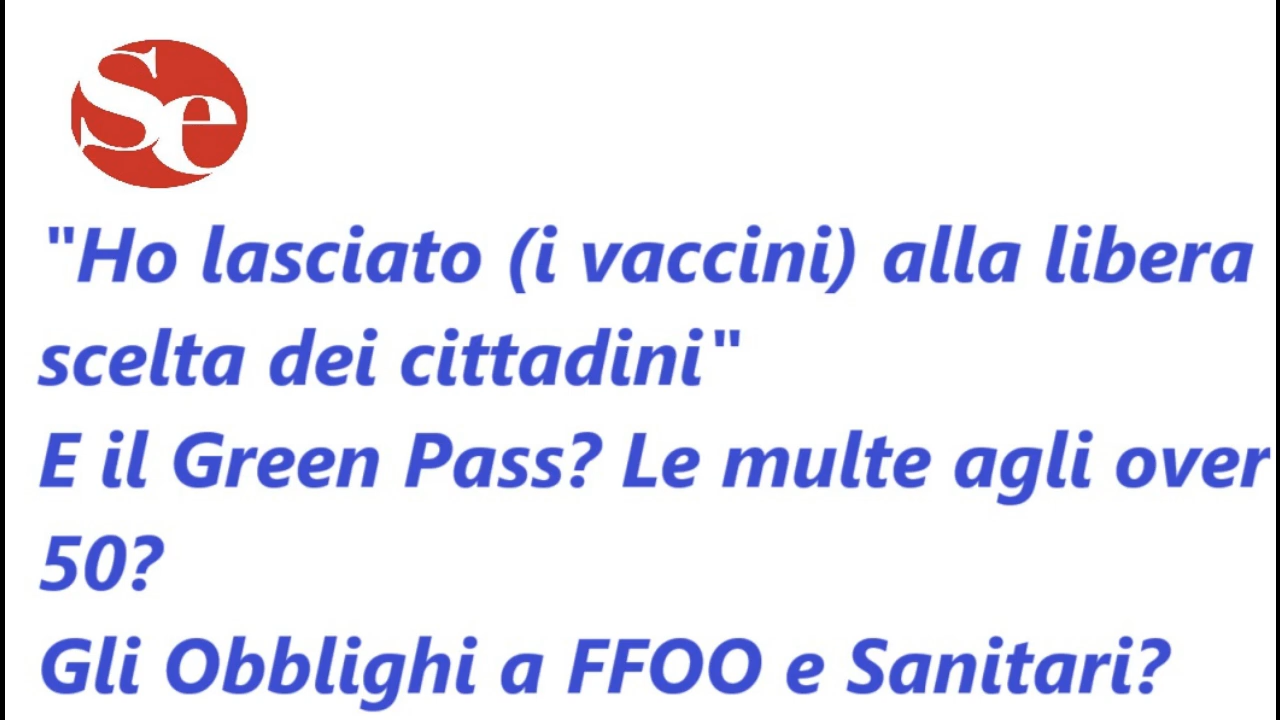 Se
"Ho lasciato (i vaccini) alla libera
scelta dei cittadini"
E il Green Pass? Le multe agli over
50?
Gli Obblighi a FFOO e Sanitari?